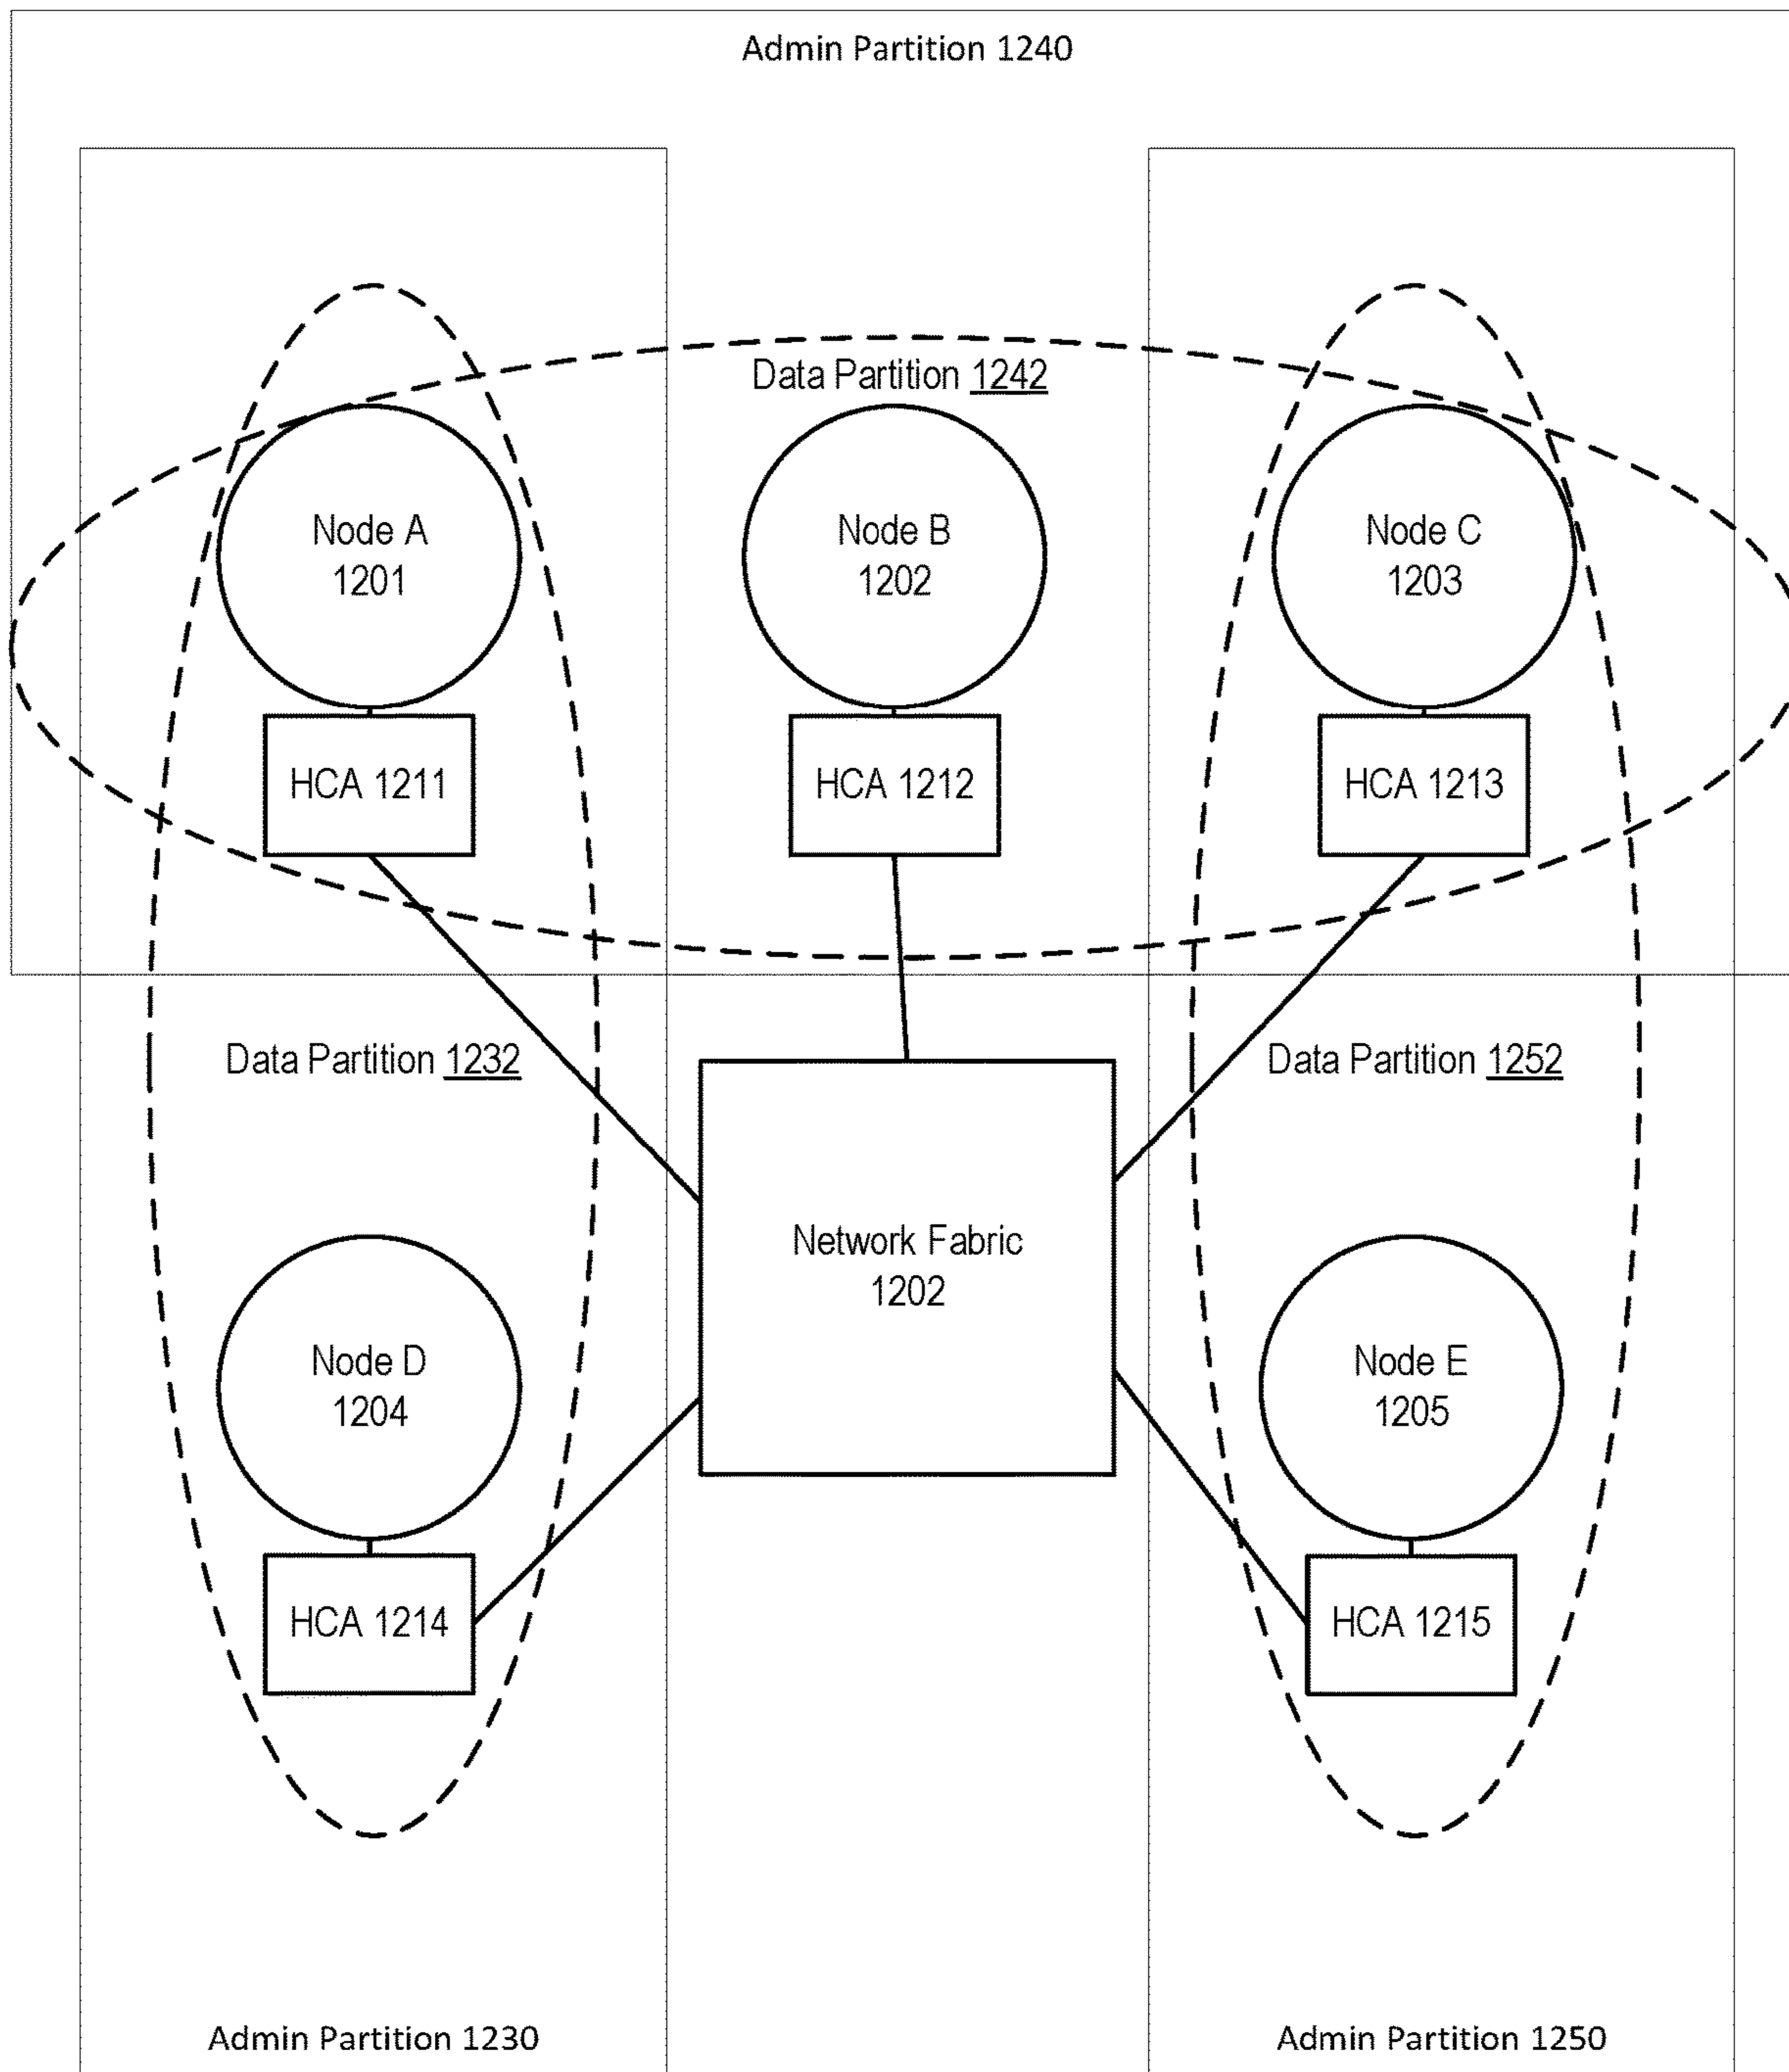 Admin Partition 1240
Data Partition 1242
Node A
1201
Node B
1202
Node C
1203
HCA 1211
HCA 1212
HCA 1213
Data Partition 1232
Data Partition 1252
Network Fabric
1202
Node D
1204
Node E
1205
HCA 1214
HCA 1215
Admin Partition 1230
Admin Partition 1250